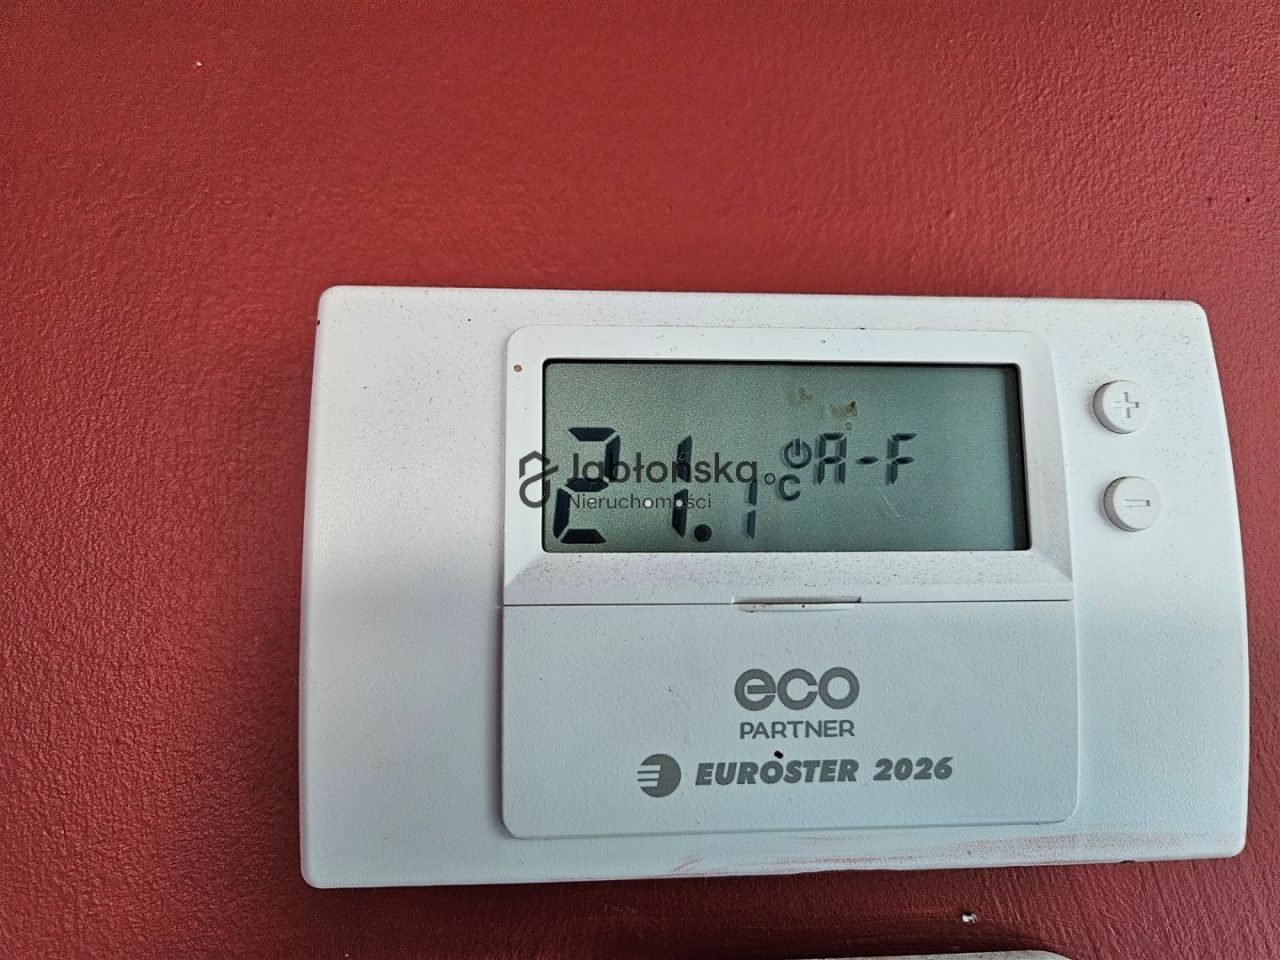 21.1 °C A-F
Jabłońska
Nieruchomości
+
-
eco
PARTNER
EUROSTER 2026